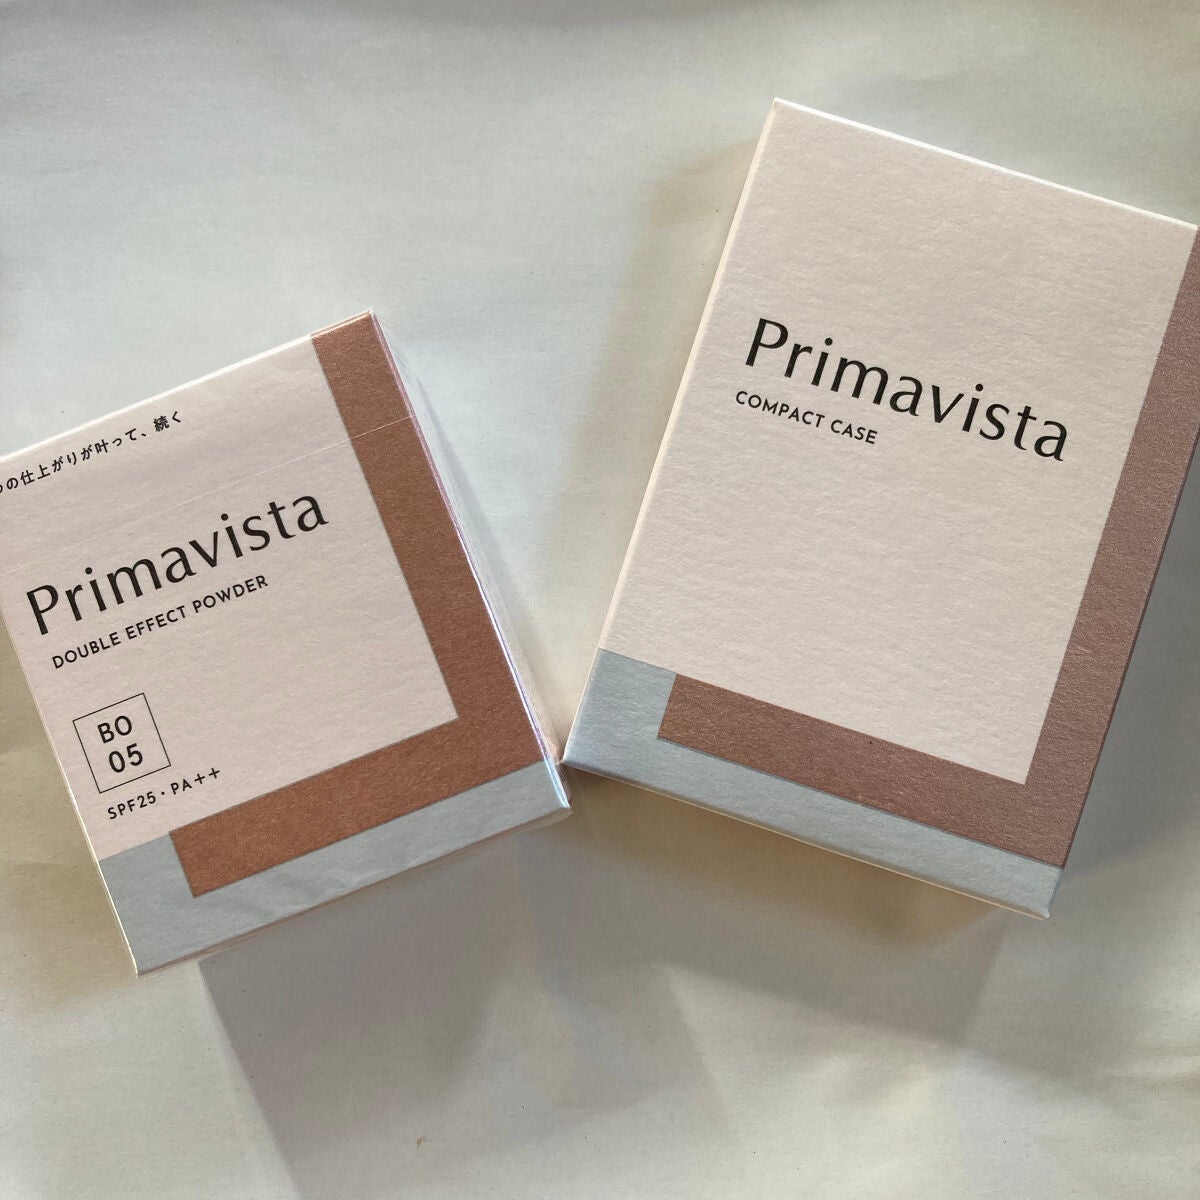 の仕上がりが叶って、続く
Primavista
DOUBLE EFFECT POWDER
BO
05
SPF25・PA++
Primavista
COMPACT CASE